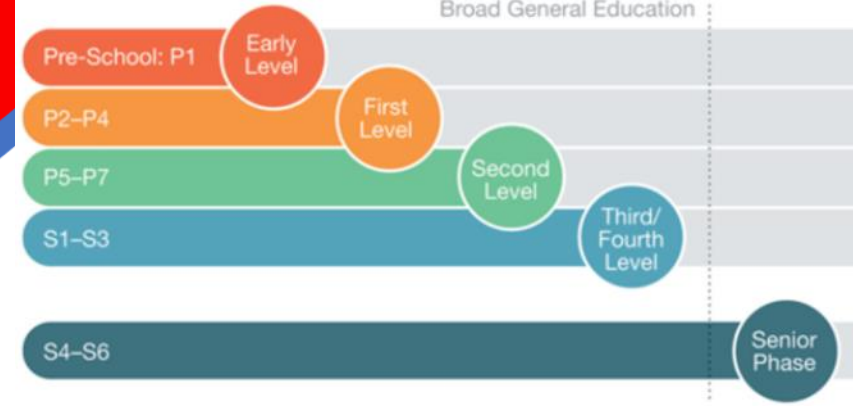 Broad General Education
Pre-School: P1
Early
Level
P2–P4
First
Level
P5–P7
Second
Level
S1–S3
Third/
Fourth
Level
S4–S6
Senior
Phase